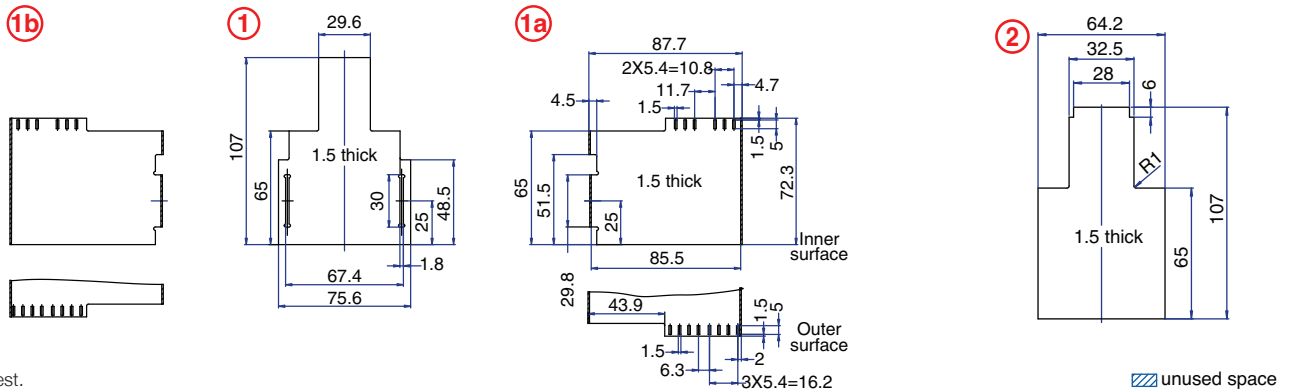 1b
1
1a
2
29.6
107
65
1.5 thick
30
25
48.5
1.8
67.4
75.6
87.7
2X5.4=10.8
4.7
11.7
4.5
1.5
1.5
5
65
51.5
25
1.5 thick
72.3
Inner
surface
85.5
29.8
43.9
1.5
5
Outer
surface
1.5
2
6.3
3X5.4=16.2
64.2
32.5
28
6
R1
107
1.5 thick
65
est.
unused space